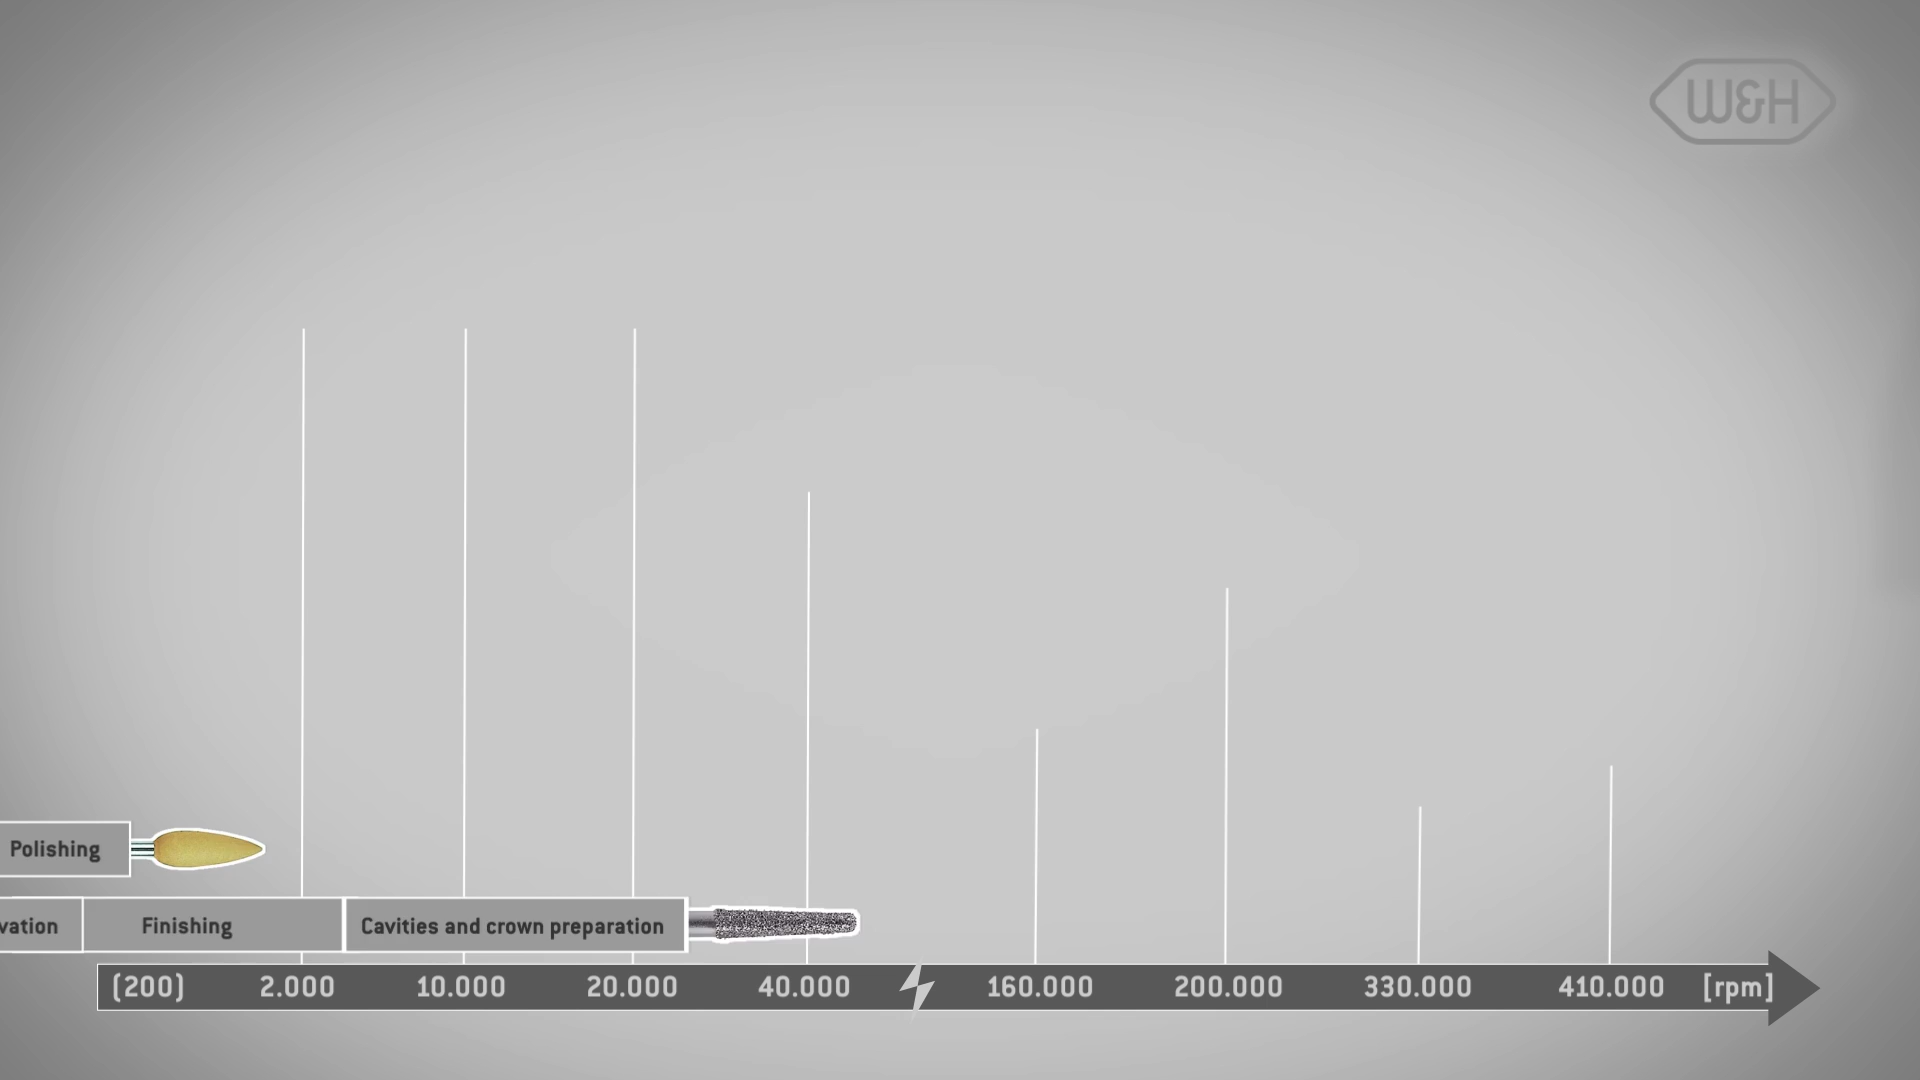 W&H
Polishing
vation Finishing Cavities and crown preparation
(200) 2.000 10.000 20.000 40.000 160.000 200.000 330.000 410.000 [rpm]